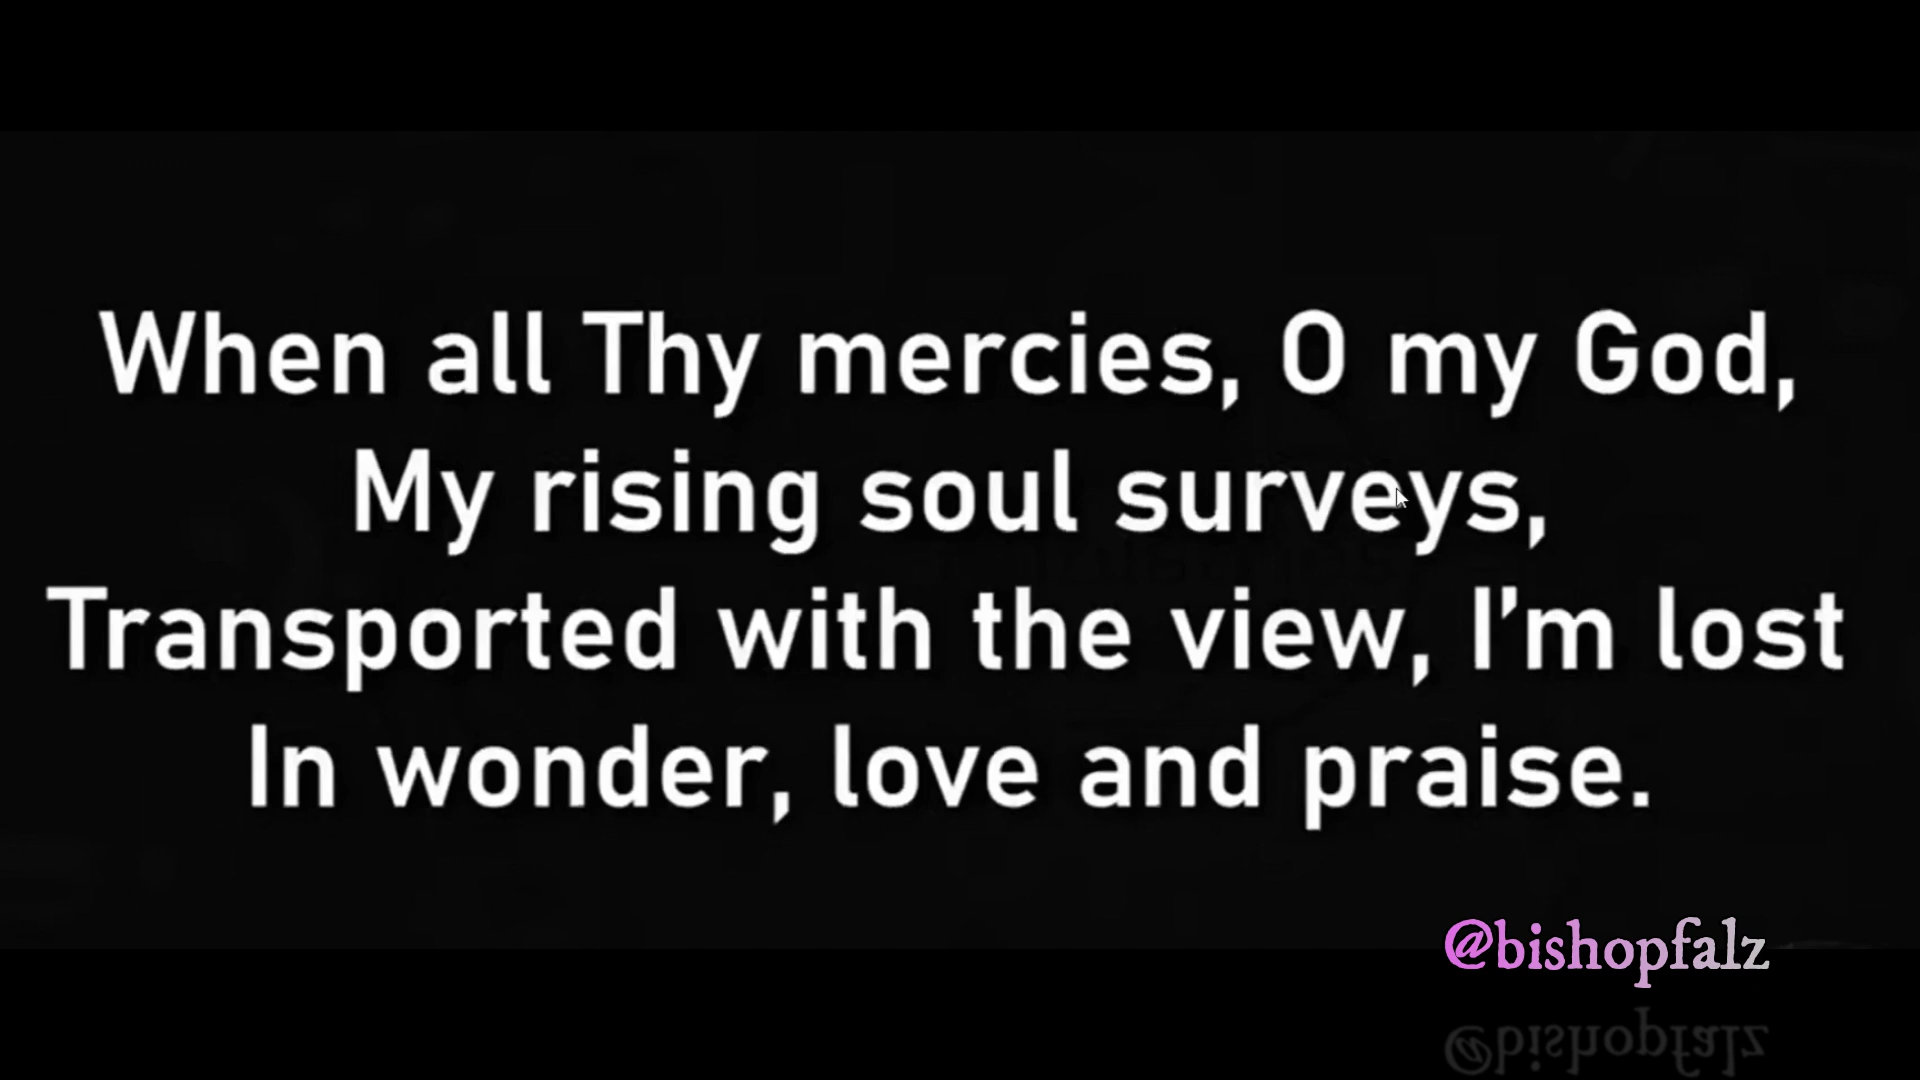 When all Thy mercies, O my God,
My rising soul surveys,
Transported with the view, I’m lost
In wonder, love and praise.
@bishopfalz
@bishopfalz